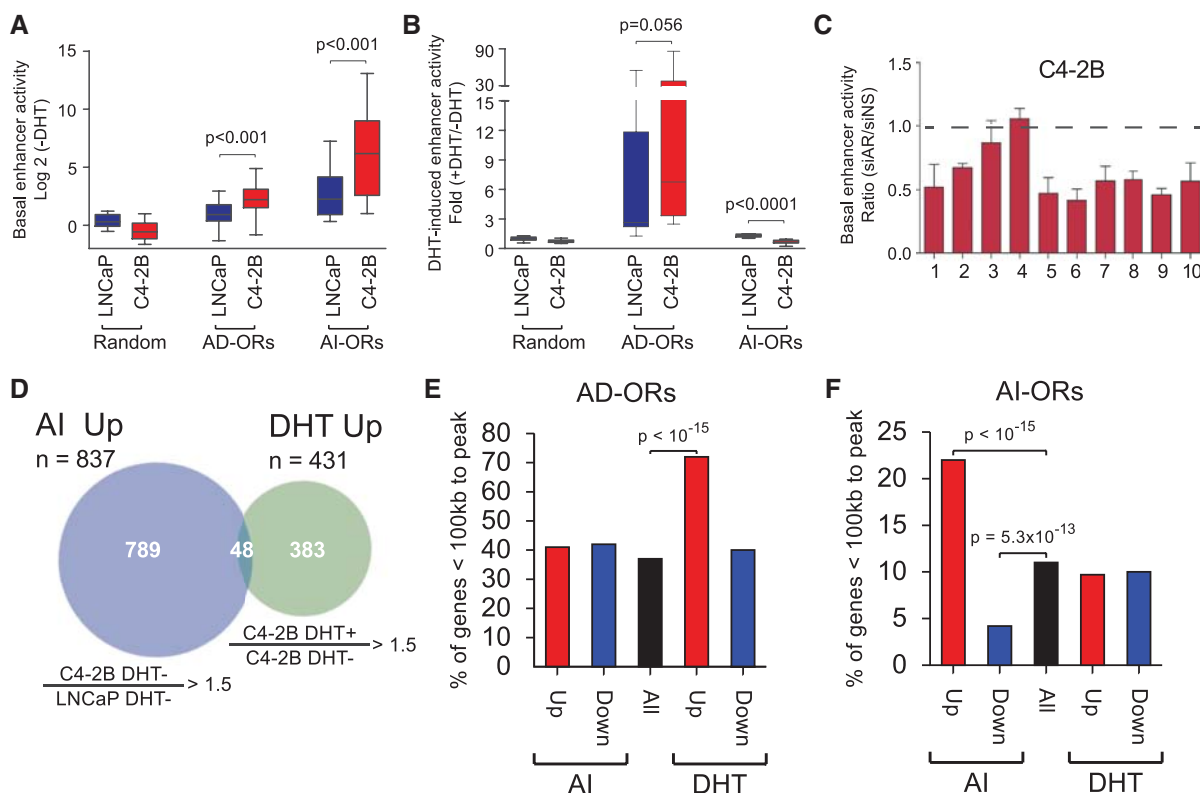 A
Basal enhancer activity
Log 2 (-DHT)
15
10
5
0
p<0.001
p<0.001
LNCaP
C4-2B
LNCaP
C4-2B
LNCaP
C4-2B
Random
AD-ORs
AI-ORs
B
DHT-induced enhancer activity
Fold (+DHT/-DHT)
90
30
15
12
9
6
3
0
p=0.056
p<0.0001
LNCaP
C4-2B
LNCaP
C4-2B
LNCaP
C4-2B
Random
AD-ORs
AI-ORs
C
C4-2B
Basal enhancer activity
Ratio (siAR/siNS)
1.5
1.0
0.5
0.0
1 2 3 4 5 6 7 8 9 10
D
AI Up
n = 837
DHT Up
n = 431
789
48
383
C4-2B DHT+
C4-2B DHT-
> 1.5
C4-2B DHT-
LNCaP DHT-
> 1.5
E
AD-ORs
% of genes < 100kb to peak
80
70
60
50
40
30
20
10
0
p < 10-15
Up
Down
All
Up
Down
AI
DHT
F
AI-ORs
% of genes < 100kb to peak
25
20
15
10
5
0
p < 10-15
p = 5.3x10-13
Up
Down
All
Up
Down
AI
DHT